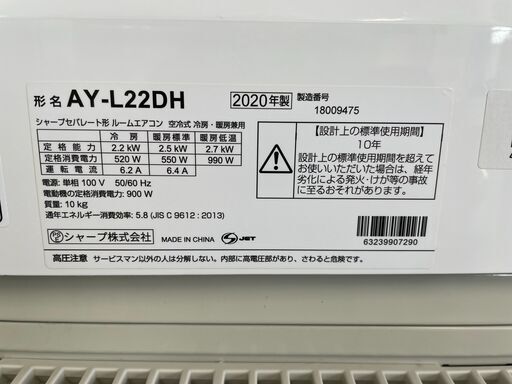 形名 AY-L22DH 2020年製 製造番号 18009475
シャープセパレート形 ルームエアコン 空冷式 冷房・暖房兼用
冷房 暖房標準 暖房低温
定格能力 2.2 kW 2.5 kW 2.7 kW
定格消費電力 520 W 550 W 990 W
運転電流 6.2 A 6.4 A
電源: 単相 100 V 50/60 Hz
電動機の定格消費電力: 900 W
質量: 10 kg
通年エネルギー消費効率: 5.8 (JIS C 9612 : 2013)
シャープ株式会社 MADE IN CHINA S JET
【設計上の標準使用期間】
10年
設計上の標準使用期間を超えて
お使いいただいた場合は、経年
劣化による発火・けが等の事故
に至るおそれがあります。
63239907290
高圧注意 サービスマン以外の人は分解しないでください。内部に高電圧部があり、さわると危険です。